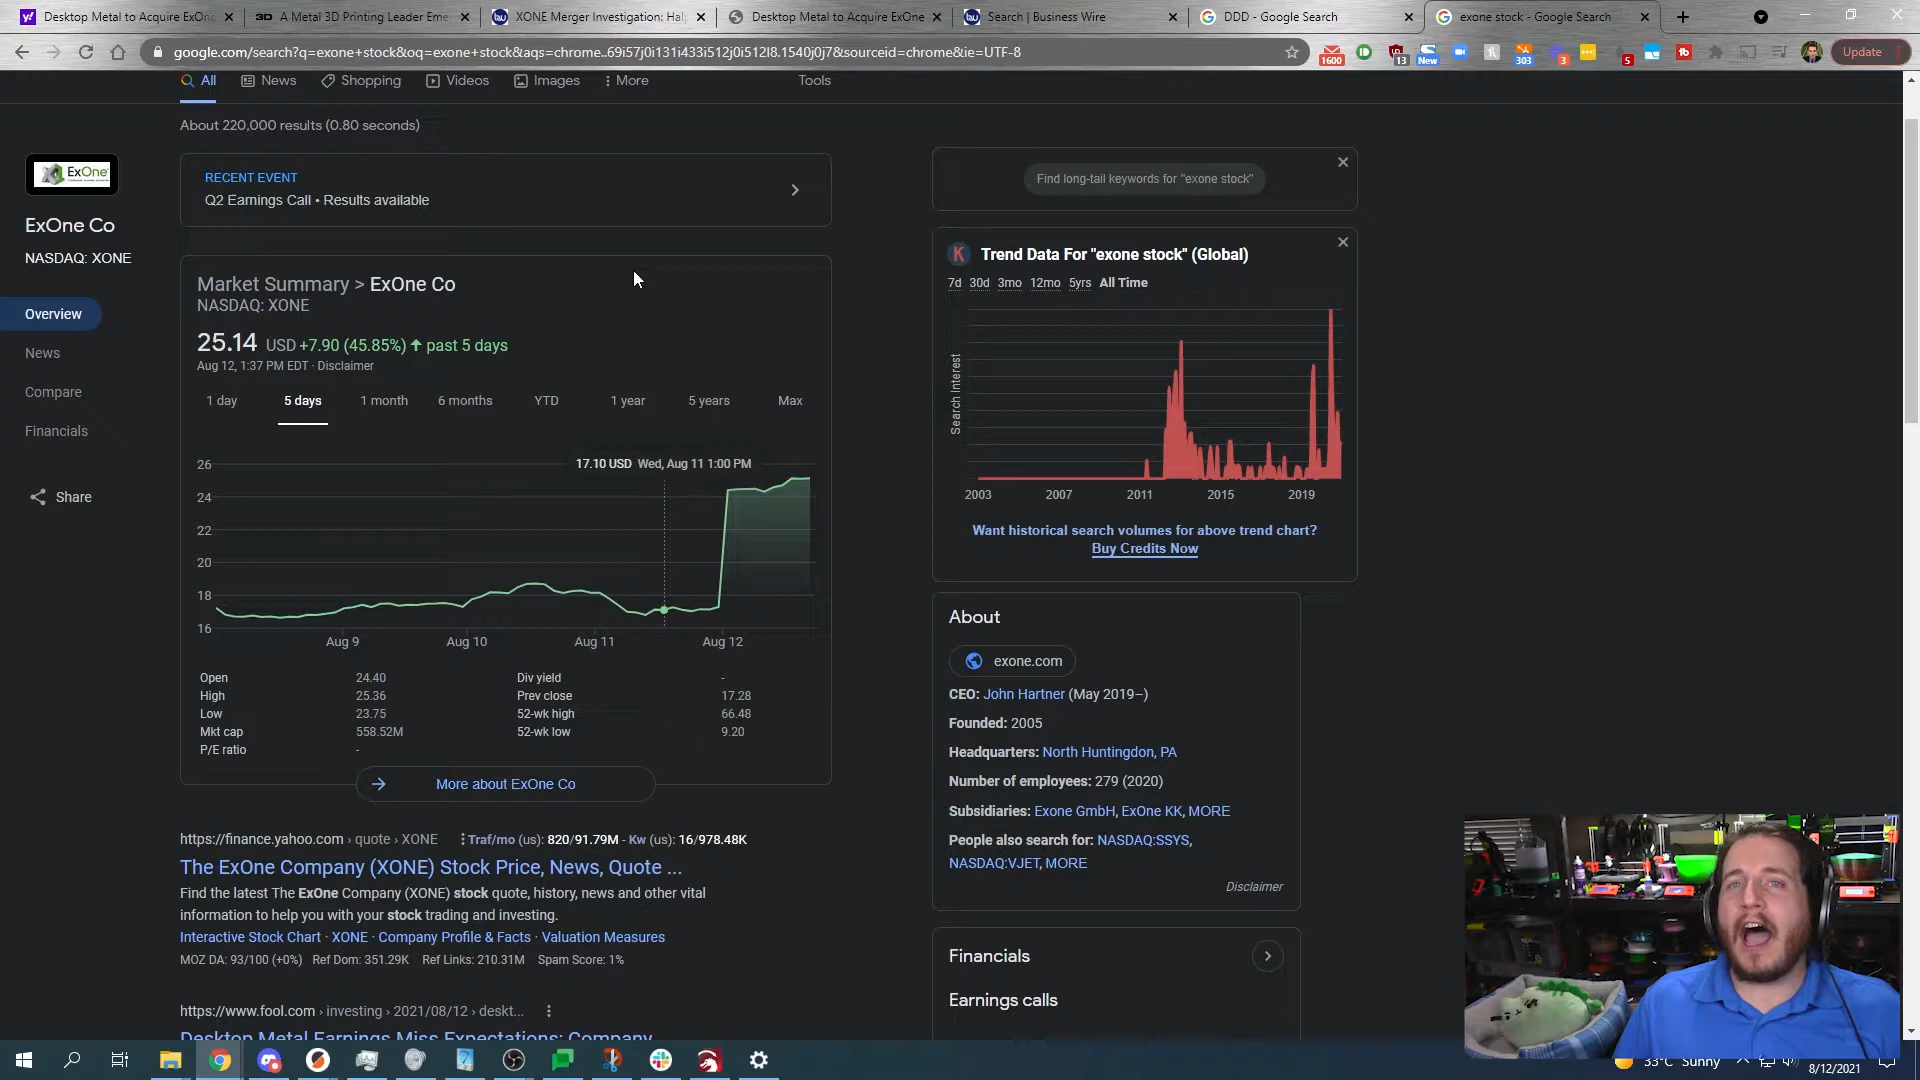 Desktop Metal to Acquire ExOne
A Metal 3D Printing Leader Eme
XONE Merger Investigation: Hal
Desktop Metal to Acquire ExOne
Search | Business Wire
DDD - Google Search
exone stock - Google Search
google.com/search?q=exone+stock&oq=exone+stock&aqs=chrome..69i57j0i131i433i512j0i512l8.1540j0j7&sourceid=chrome&ie=UTF-8
1600
13
New
303
3
5
Update
All
News
Shopping
Videos
Images
More
Tools
About 220,000 results (0.80 seconds)
ExOne
ExOne Co
NASDAQ: XONE
Overview
News
Compare
Financials
Share
RECENT EVENT
Q2 Earnings Call • Results available
Market Summary > ExOne Co
NASDAQ: XONE
25.14 USD +7.90 (45.85%) ↑ past 5 days
Aug 12, 1:37 PM EDT · Disclaimer
1 day 5 days 1 month 6 months YTD 1 year 5 years Max
17.10 USD Wed, Aug 11 1:00 PM
26
24
22
20
18
16
Aug 9 Aug 10 Aug 11 Aug 12
Open 24.40 Div yield -
High 25.36 Prev close 17.28
Low 23.75 52-wk high 66.48
Mkt cap 558.52M 52-wk low 9.20
P/E ratio -
More about ExOne Co
https://finance.yahoo.com › quote › XONE Traf/mo (us): 820/91.79M - Kw (us): 16/978.48K
The ExOne Company (XONE) Stock Price, News, Quote ...
Find the latest The ExOne Company (XONE) stock quote, history, news and other vital
information to help you with your stock trading and investing.
Interactive Stock Chart · XONE · Company Profile & Facts · Valuation Measures
MOZ DA: 93/100 (+0%) Ref Dom: 351.29K Ref Links: 210.31M Spam Score: 1%
https://www.fool.com › investing › 2021/08/12 › deskt...
Desktop Metal Earnings Miss Expectations; Company
Find long-tail keywords for "exone stock"
K
Trend Data For "exone stock" (Global)
7d 30d 3mo 12mo 5yrs All Time
Search Interest
2003 2007 2011 2015 2019
Want historical search volumes for above trend chart?
Buy Credits Now
About
exone.com
CEO: John Hartner (May 2019–)
Founded: 2005
Headquarters: North Huntingdon, PA
Number of employees: 279 (2020)
Subsidiaries: Exone GmbH, ExOne KK, MORE
People also search for: NASDAQ:SSYS,
NASDAQ:VJET, MORE
Disclaimer
Financials
Earnings calls
33°C Sunny
8/12/2021